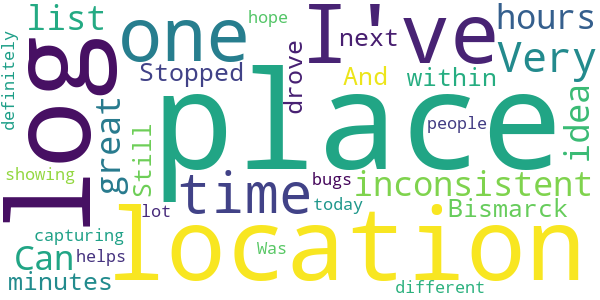 definitely
list
one
hope
I've
next
hours
Very
log
Stopped
drove
And
within
great
Still
place
people
idea
showing
time
bugs
inconsistent
lot
today
Bismarck
capturing
Can
helps
location
Was
minutes
different